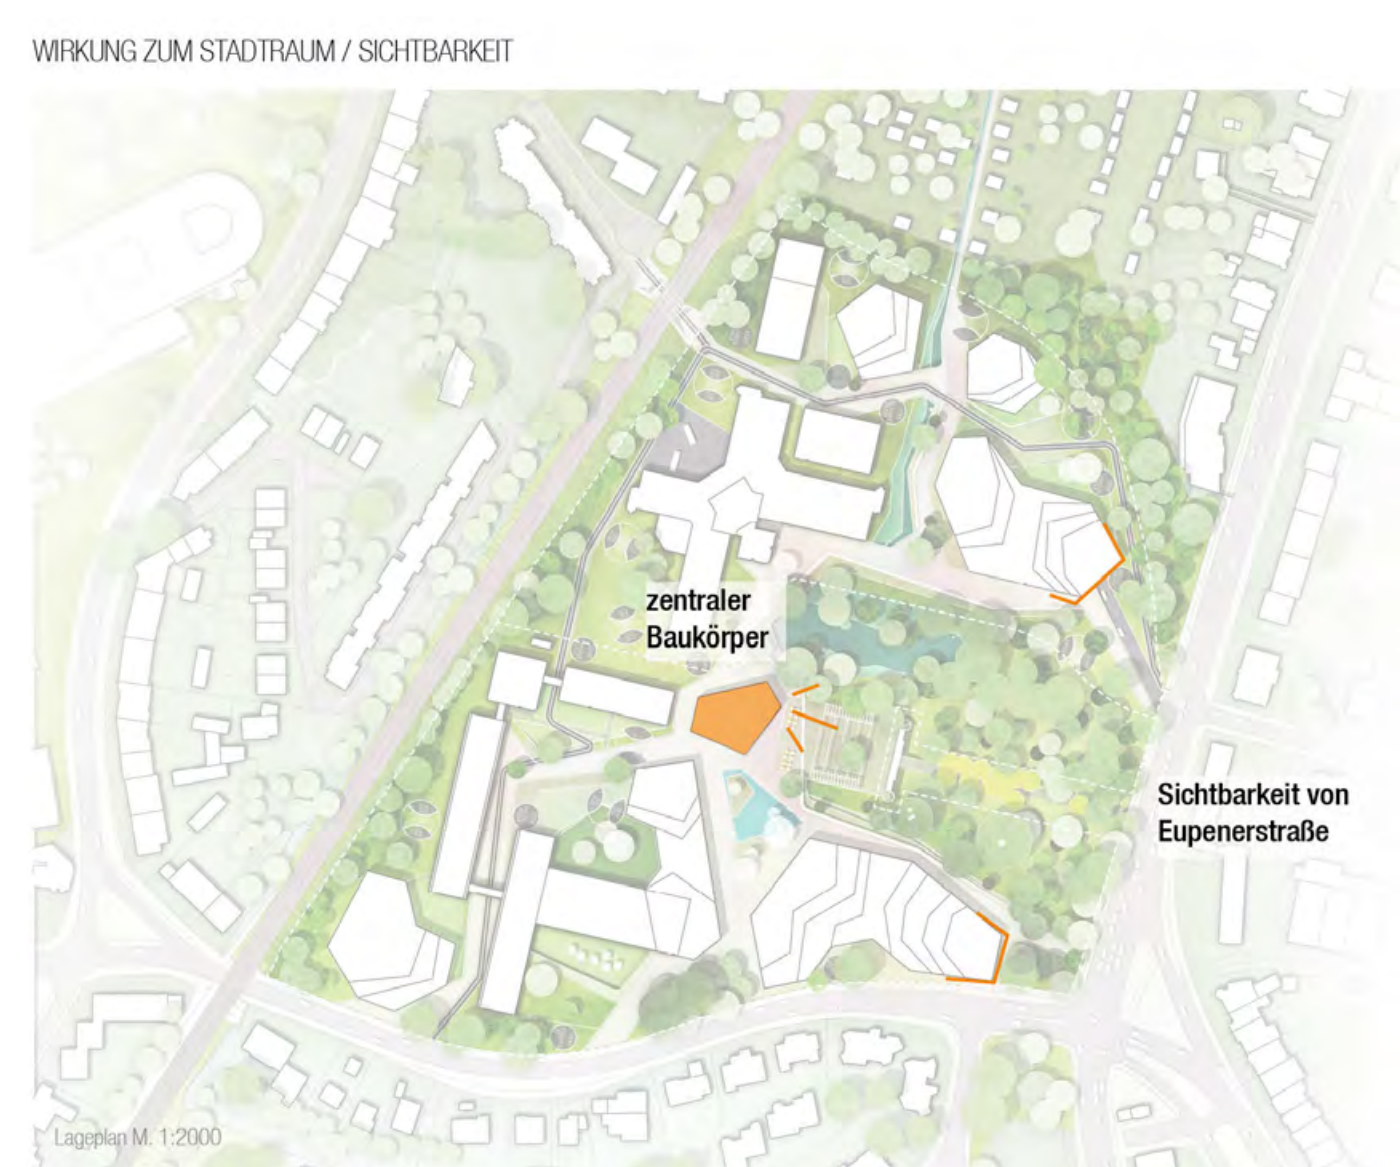 WIRKUNG ZUM STADTRAUM / SICHTBARKEIT
zentraler
Baukörper
Sichtbarkeit von
Eupenerstraße
Lageplan M. 1:2000